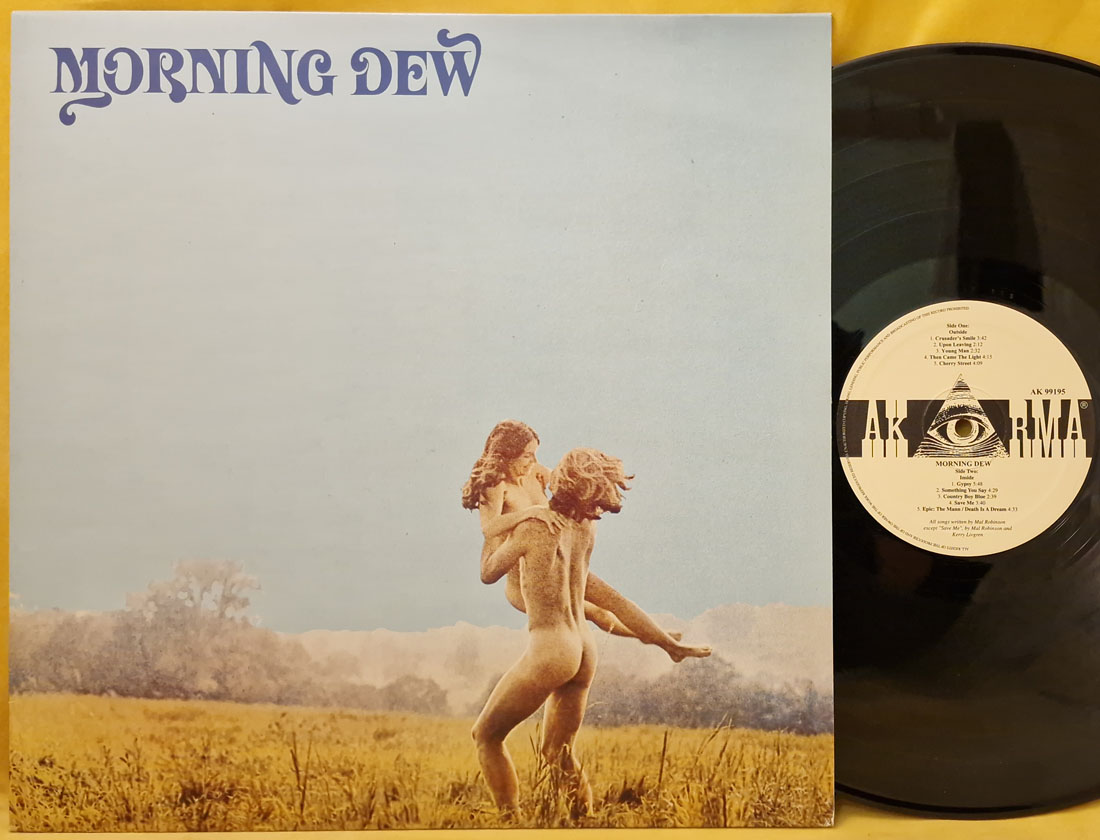 MORNING DEW
Side One:
Outside
1. Crusader's Smile 3:42
2. Upon Leaving 2:12
3. Young Man 2:32
4. Then Came The Light 4:15
5. Cherry Street 4:09
AK 99195
AKARMA®
MORNING DEW
Side Two:
Inside
1. Gypsy 5:48
2. Something You Say 4:29
3. Country Boy Blue 2:39
4. Save Me 3:40
5. Epic: The Mann / Death Is A Dream 4:33
All songs written by Mal Robinson
except "Save Me", by Mal Robinson and
Kerry Livgren